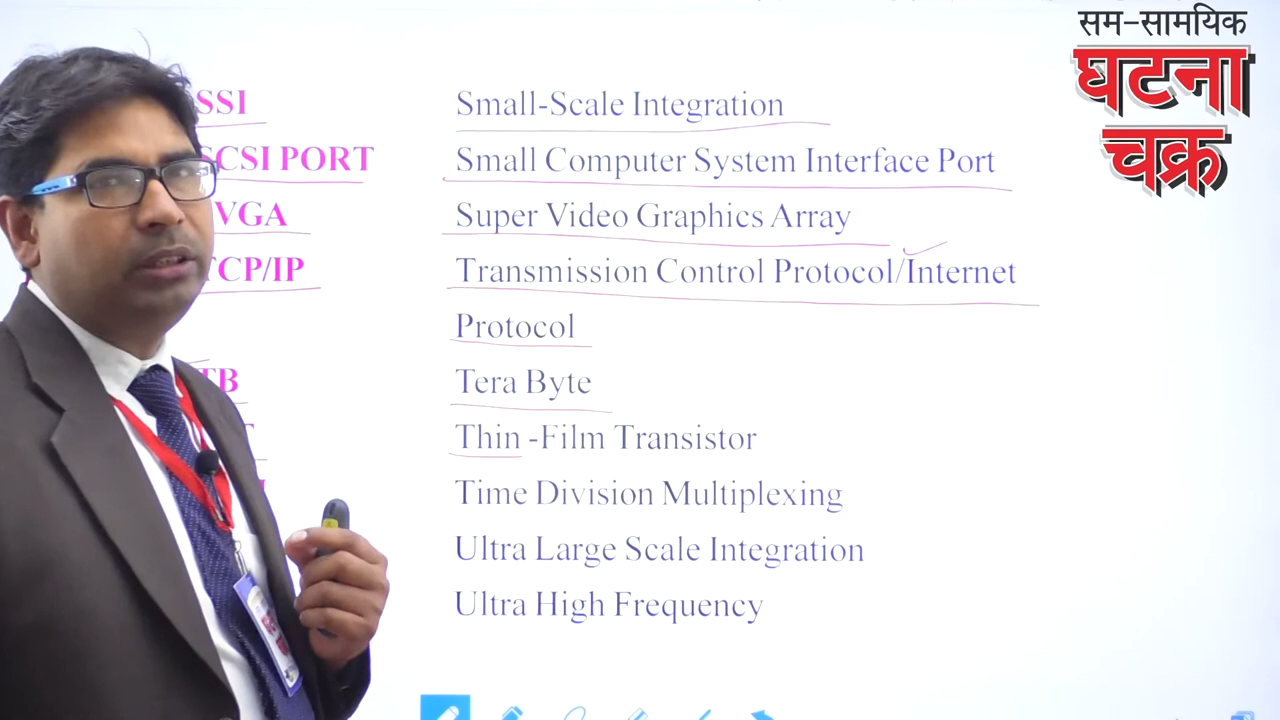 सम-सामयिक
घटना
चक्र
SSI Small-Scale Integration
SCSI PORT Small Computer System Interface Port
VGA Super Video Graphics Array
TCP/IP Transmission Control Protocol/Internet
Protocol
TB Tera Byte
Thin -Film Transistor
Time Division Multiplexing
Ultra Large Scale Integration
Ultra High Frequency